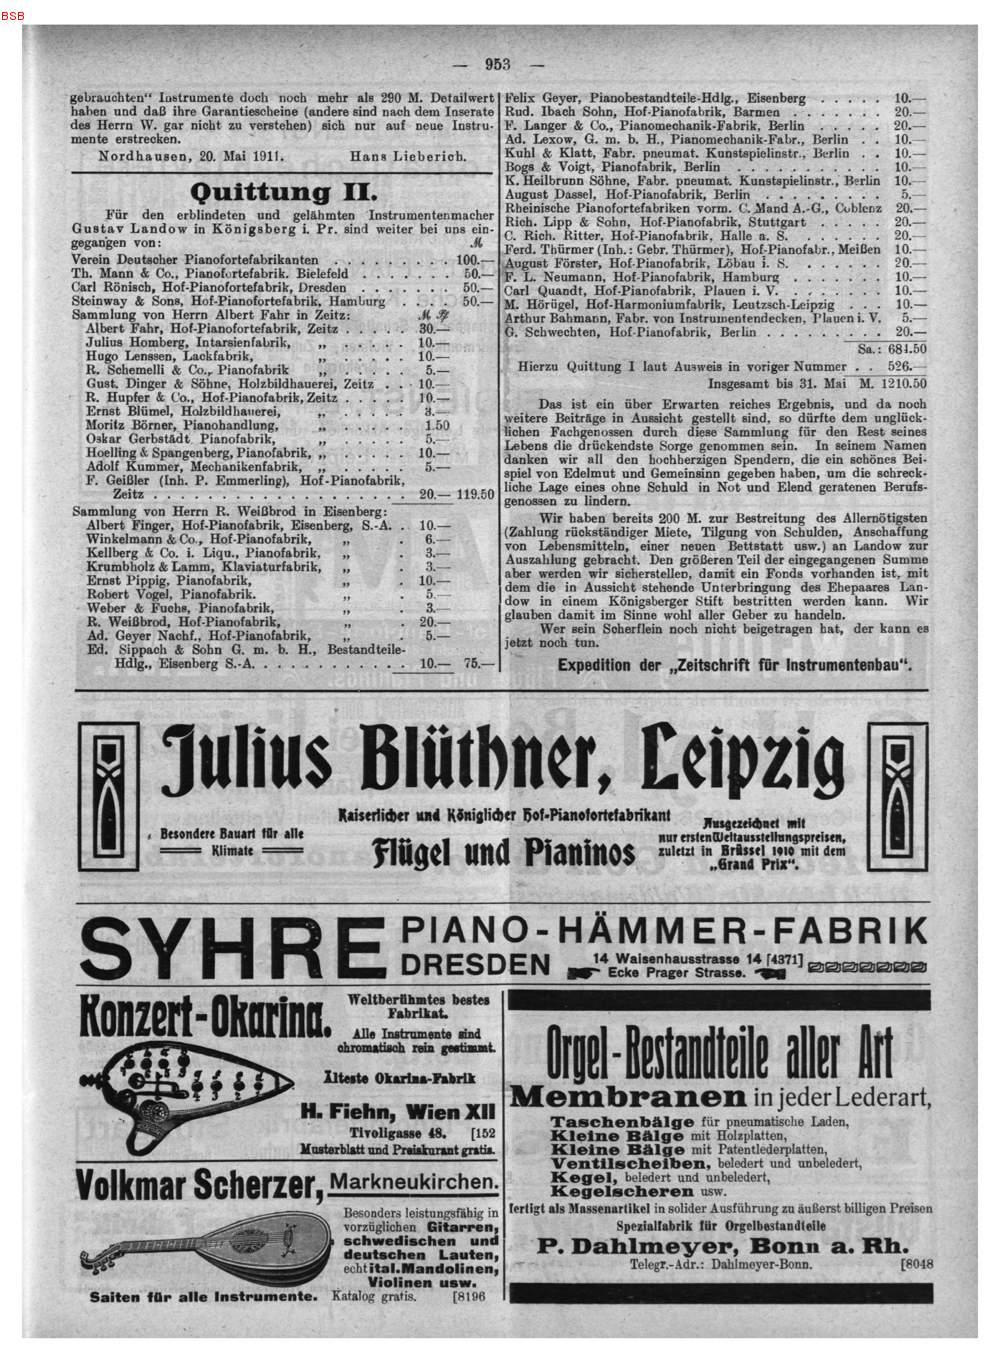 BSB
— 953 —
gebrauchten“ Instrumente doch noch mehr als 290 M. Detailwert
haben und daß ihre Garantiescheine (andere sind nach dem Inserate
des Herrn W. gar nicht zu verstehen) sich nur auf neue Instru-
mente erstrecken.
Nordhausen, 20. Mai 1911. Hans Lieberich.
Quittung II.
Für den erblindeten und gelähmten Instrumentenmacher
Gustav Landow in Königsberg i. Pr. sind weiter bei uns ein-
gegangen von: ℳ
Verein Deutscher Pianofortefabrikanten . . . . . . . . 100.—
Th. Mann & Co., Pianofortefabrik. Bielefeld . . . . . . . 50.—
Carl Rönisch, Hof-Pianofortefabrik, Dresden . . . . . . . 50.—
Steinway & Sons, Hof-Pianofortefabrik, Hamburg . . . . 50.—
Sammlung von Herrn Albert Fahr in Zeitz: ℳ ₰
Albert Fahr, Hof-Pianofortefabrik, Zeitz . . . . . 30.—
Julius Homberg, Intarsienfabrik, „ . . . . . 10.—
Hugo Lenssen, Lackfabrik, „ . . . . . 10.—
R. Schemelli & Co., Pianofabrik „ . . . . . 5.—
Gust. Dinger & Söhne, Holzbildhauerei, Zeitz . . 10.—
R. Hupfer & Co., Hof-Pianofabrik, Zeitz . . . . . 10.—
Ernst Blümel, Holzbildhauerei, „ . . . . . 3.—
Moritz Börner, Pianohandlung, „ . . . . . 1.50
Oskar Gerbstädt, Pianofabrik, „ . . . . . 5.—
Hoelling & Spangenberg, Pianofabrik, „ . . . . . 10.—
Adolf Kummer, Mechanikenfabrik, „ . . . . . 5.—
F. Geißler (Inh. P. Emmerling), Hof-Pianofabrik,
Zeitz . . . . . . . . . . . . . . . . . . 20.— 119.50
Sammlung von Herrn R. Weißbrod in Eisenberg:
Albert Finger, Hof-Pianofabrik, Eisenberg, S.-A. . 10.—
Winkelmann & Co., Hof-Pianofabrik, „ . 6.—
Kellberg & Co. i. Liqu., Pianofabrik, „ . 3.—
Krumbholz & Lamm, Klaviaturfabrik, „ . 3.—
Ernst Pippig, Pianofabrik, „ . 10.—
Robert Vogel, Pianofabrik. „ . 5.—
Weber & Fuchs, Pianofabrik, „ . 3.—
R. Weißbrod, Hof-Pianofabrik, „ . 20.—
Ad. Geyer Nachf., Hof-Pianofabrik, „ . 5.—
Ed. Sippach & Sohn G. m. b. H., Bestandteile-
Hdlg., Eisenberg S.-A. . . . . . . . . . . . 10.— 75.—
Felix Geyer, Pianobestandteile-Hdlg., Eisenberg . . . . . 10.—
Rud. Ibach Sohn, Hof-Pianofabrik, Barmen . . . . . . . 20.—
F. Langer & Co., Pianomechanik-Fabrik, Berlin . . . . . 20.—
Ad. Lexow, G. m. b. H., Pianomechanik-Fabr., Berlin . . 10.—
Kuhl & Klatt, Fabr. pneumat. Kunstspielinstr., Berlin . . 10.—
Bogs & Voigt, Pianofabrik, Berlin . . . . . . . . . . . 10.—
K. Heilbrunn Söhne, Fabr. pneumat. Kunstspielinstr., Berlin 10.—
August Dassel, Hof-Pianofabrik, Berlin . . . . . . . . . 5.—
Rheinische Pianofortefabriken vorm. C. Mand A.-G., Coblenz 20.—
Rich. Lipp & Sohn, Hof-Pianofabrik, Stuttgart . . . . . 20.—
C. Rich. Ritter, Hof-Pianofabrik, Halle a. S. . . . . . . 20.—
Ferd. Thürmer (Inh.: Gebr. Thürmer), Hof-Pianofabr., Meißen 10.—
August Förster, Hof-Pianofabrik, Löbau i. S. . . . . . . 20.—
F. L. Neumann, Hof-Pianofabrik, Hamburg . . . . . . . 10.—
Carl Quandt, Hof-Pianofabrik, Plauen i. V. . . . . . . . 5.—
M. Hörügel, Hof-Harmoniumfabrik, Leutzsch-Leipzig . . . 10.—
Arthur Bahmann, Fabr. von Instrumentendecken, Plauen i. V. 5.—
G. Schwechten, Hof-Pianofabrik, Berlin . . . . . . . . . 20.—
Sa.: 684.50
Hierzu Quittung I laut Ausweis in voriger Nummer . . 526.—
Insgesamt bis 31. Mai M. 1210.50
Das ist ein über Erwarten reiches Ergebnis, und da noch
weitere Beiträge in Aussicht gestellt sind, so dürfte dem unglück-
lichen Fachgenossen durch diese Sammlung für den Rest seines
Lebens die drückendste Sorge genommen sein. In seinem Namen
danken wir all den hochherzigen Spendern, die ein schönes Bei-
spiel von Edelmut und Gemeinsinn gegeben haben, um die schreck-
liche Lage eines ohne Schuld in Not und Elend geratenen Berufs-
genossen zu lindern.
Wir haben bereits 200 M. zur Bestreitung des Allernötigsten
(Zahlung rückständiger Miete, Tilgung von Schulden, Anschaffung
von Lebensmitteln, einer neuen Bettstatt usw.) an Landow zur
Auszahlung gebracht. Den größeren Teil der eingegangenen Summe
aber werden wir sicherstellen, damit ein Fonds vorhanden ist, mit
dem die in Aussicht stehende Unterbringung des Ehepaares Lan-
dow in einem Königsberger Stift bestritten werden kann. Wir
glauben damit im Sinne wohl aller Geber zu handeln.
Wer sein Scherflein noch nicht beigetragen hat, der kann es
jetzt noch tun.
Expedition der „Zeitschrift für Instrumentenbau“.
Julius Blüthner, Leipzig
Kaiserlicher und Königlicher Hof-Pianofortefabrikant
Besondere Bauart für alle
Klimate
Flügel und Pianinos
Ausgezeichnet mit
nur ersten Weltausstellungspreisen,
zuletzt in Brüssel 1910 mit dem
„Grand Prix“.
SYHRE PIANO-HÄMMER-FABRIK
DRESDEN 14 Waisenhausstrasse 14 [4371]
Ecke Prager Strasse.
Konzert-Okarina.
Weltberühmtes bestes
Fabrikat.
Alle Instrumente sind
chromatisch rein gestimmt.
Älteste Okarina-Fabrik
H. Fiehn, Wien XII
Tivoligasse 48. [152
Musterblatt und Preiskurant gratis.
Volkmar Scherzer, Markneukirchen.
Besonders leistungsfähig in
vorzüglichen Gitarren,
schwedischen und
deutschen Lauten,
echt ital. Mandolinen,
Violinen usw.
Saiten für alle Instrumente. Katalog gratis. [8196
Orgel-Bestandteile aller Art
Membranen in jeder Lederart,
Taschenbälge für pneumatische Laden,
Kleine Bälge mit Holzplatten,
Kleine Bälge mit Patentlederplatten,
Ventilscheiben, beledert und unbeledert,
Kegel, beledert und unbeledert,
Kegelscheren usw.
fertigt als Massenartikel in solider Ausführung zu äußerst billigen Preisen
Spezialfabrik für Orgelbestandteile
P. Dahlmeyer, Bonn a. Rh.
Telegr.-Adr.: Dahlmeyer-Bonn. [8048